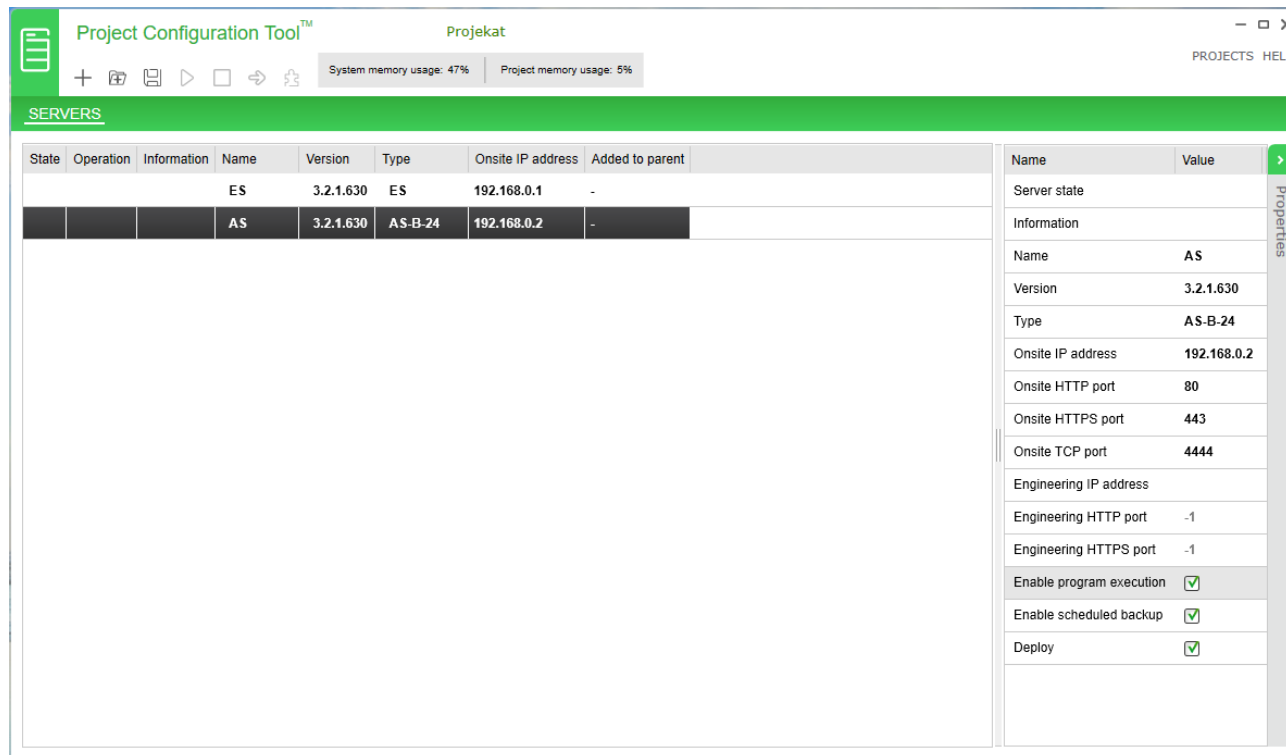 Project Configuration Tool™
Projekat
System memory usage: 47% Project memory usage: 5%
PROJECTS HEL
SERVERS
State Operation Information Name Version Type Onsite IP address Added to parent
ES 3.2.1.630 ES 192.168.0.1 -
AS 3.2.1.630 AS-B-24 192.168.0.2 -
Name Value
Server state
Information
Name AS
Version 3.2.1.630
Type AS-B-24
Onsite IP address 192.168.0.2
Onsite HTTP port 80
Onsite HTTPS port 443
Onsite TCP port 4444
Engineering IP address
Engineering HTTP port -1
Engineering HTTPS port -1
Enable program execution
Enable scheduled backup
Deploy
Properties